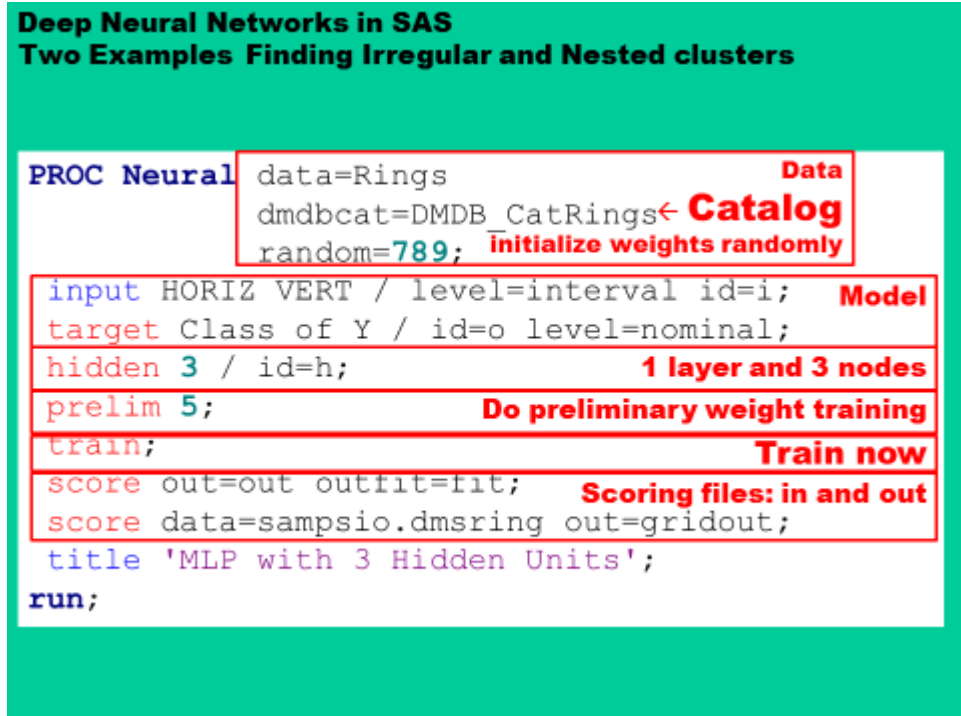 Deep Neural Networks in SAS
Two Examples Finding Irregular and Nested clusters
PROC Neural data=Rings Data
dmdbcat=DMDB_CatRings← Catalog
random=789; initialize weights randomly
input HORIZ VERT / level=interval id=i; Model
target Class of Y / id=o level=nominal;
hidden 3 / id=h; 1 layer and 3 nodes
prelim 5; Do preliminary weight training
train; Train now
score out=out outfit=fit; Scoring files: in and out
score data=sampsio.dmsring out=gridout;
title 'MLP with 3 Hidden Units';
run;